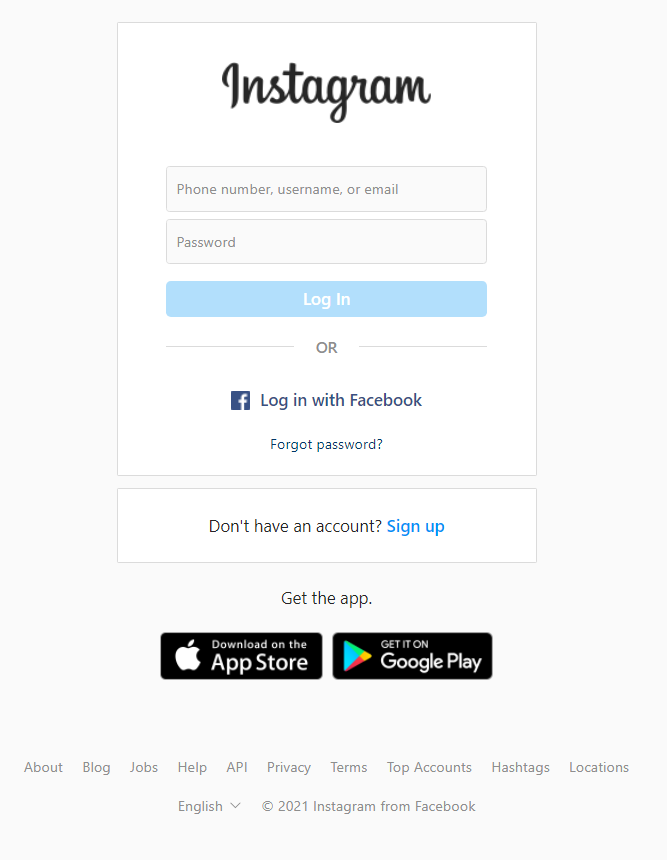 Instagram
Phone number, username, or email
Password
Log In
OR
Log in with Facebook
Forgot password?
Don't have an account? Sign up
Get the app.
Download on the
App Store
GET IT ON
Google Play
About Blog Jobs Help API Privacy Terms Top Accounts Hashtags Locations
English © 2021 Instagram from Facebook